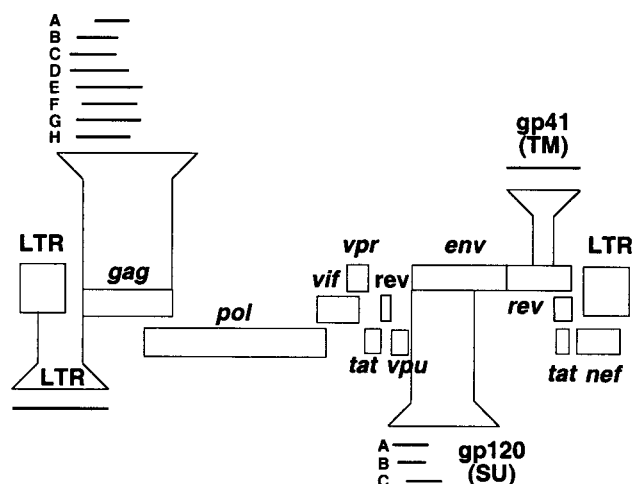 A
B
C
D
E
F
G
H
gp41
(TM)
LTR
gag
vpr
env
LTR
vif
rev
rev
pol
tat
vpu
tat
nef
LTR
A
B
C
gp120
(SU)